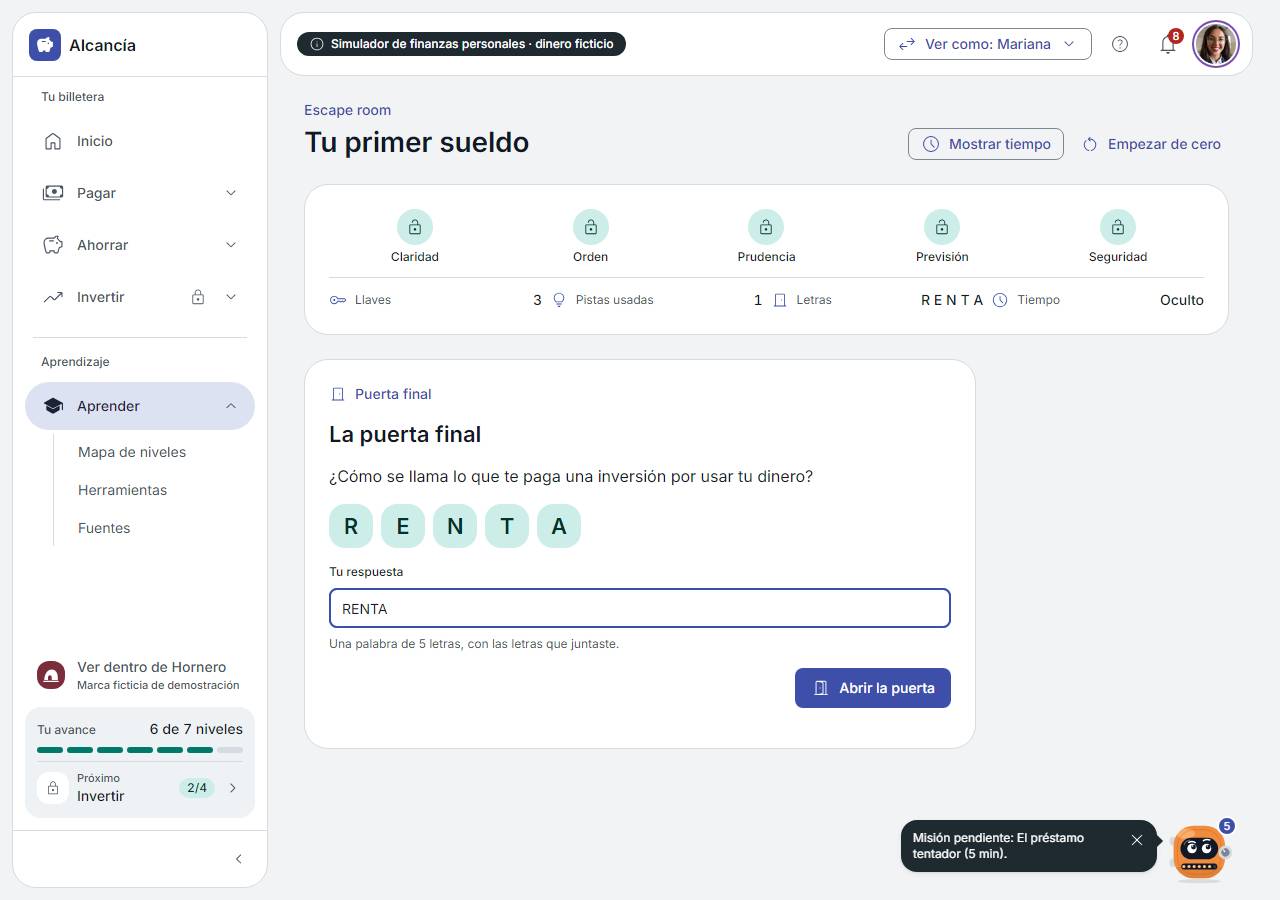 Alcancía
Simulador de finanzas personales · dinero ficticio
Ver como: Mariana
8
Tu billetera
Inicio
Pagar
Ahorrar
Invertir
Aprendizaje
Aprender
Mapa de niveles
Herramientas
Fuentes
Ver dentro de Hornero
Marca ficticia de demostración
Tu avance
6 de 7 niveles
Próximo
Invertir
2/4
Escape room
Tu primer sueldo
Mostrar tiempo
Empezar de cero
Claridad
Orden
Prudencia
Previsión
Seguridad
Llaves
3
Pistas usadas
1
Letras
RENTA
Tiempo
Oculto
Puerta final
La puerta final
¿Cómo se llama lo que te paga una inversión por usar tu dinero?
R E N T A
Tu respuesta
RENTA
Una palabra de 5 letras, con las letras que juntaste.
Abrir la puerta
Misión pendiente: El préstamo
tentador (5 min).
5